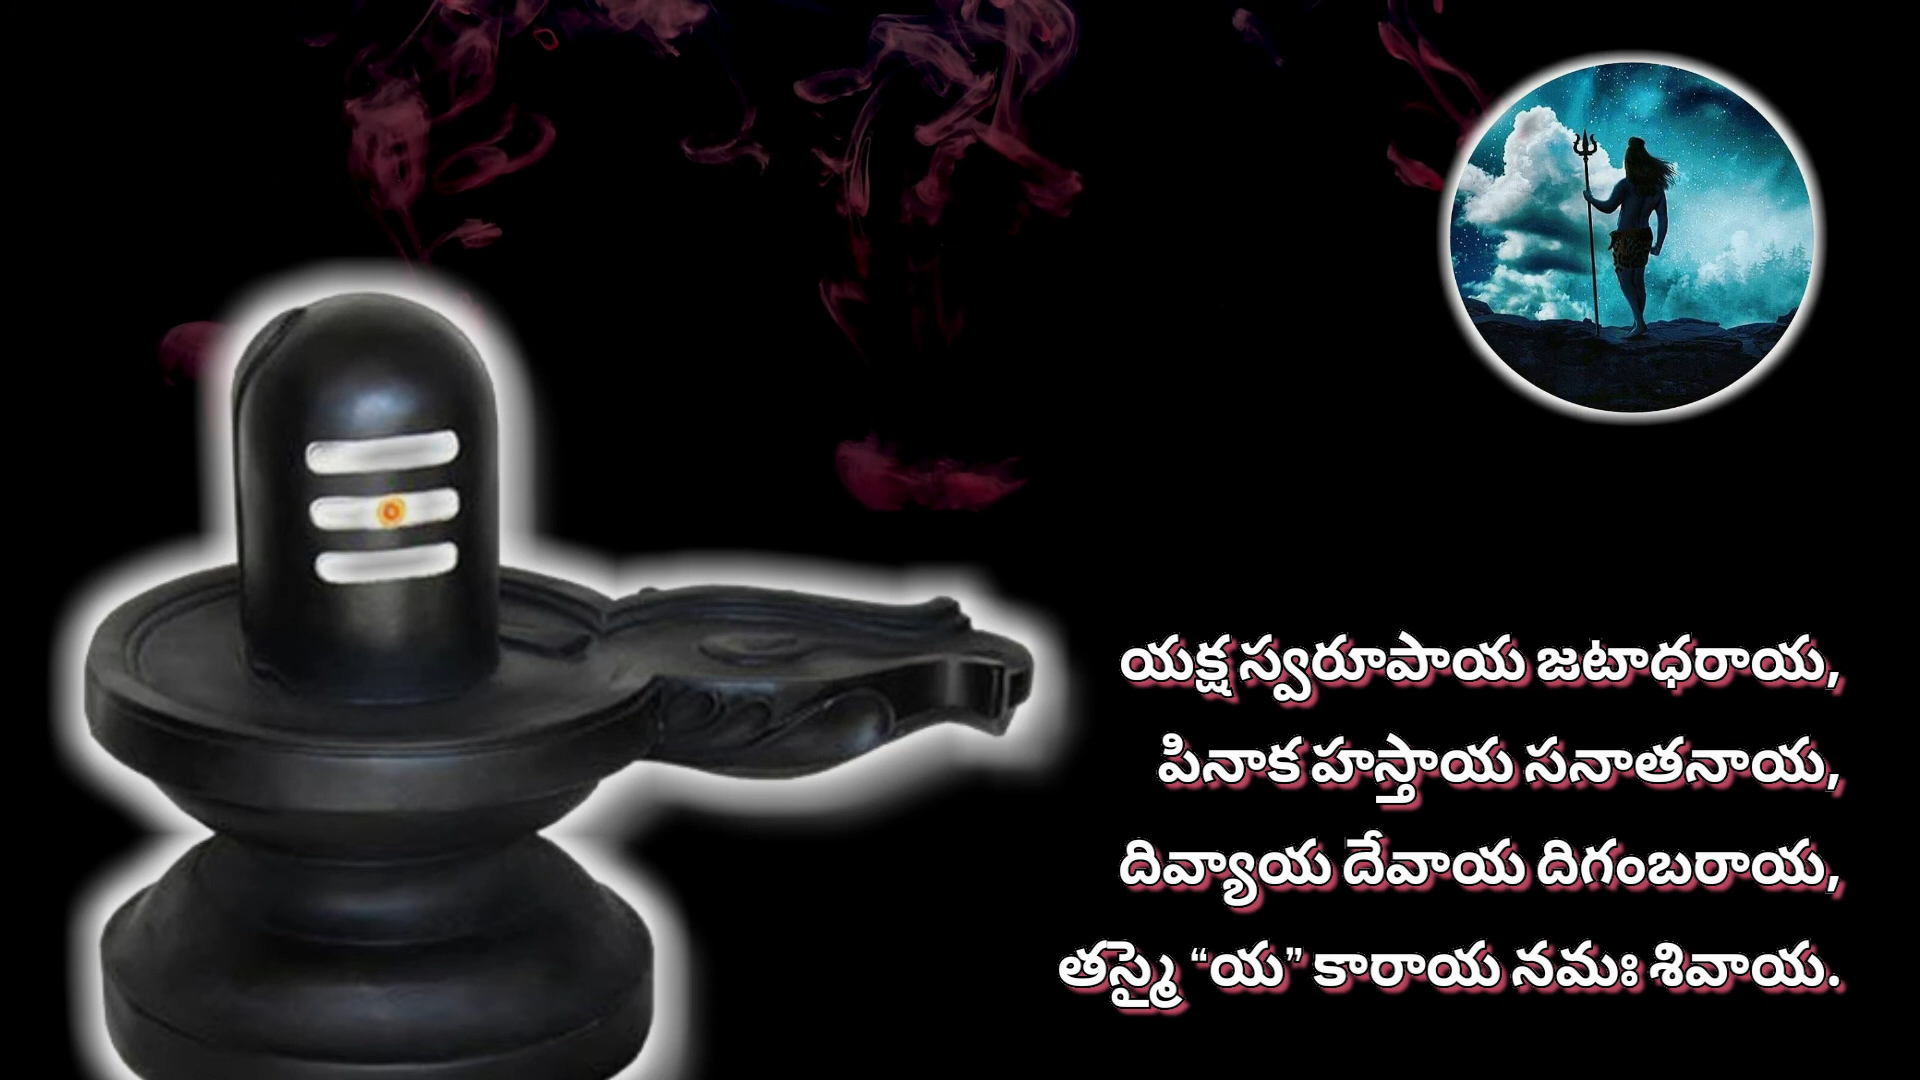 యక్ష స్వరూపాయ జటాధరాయ,
పినాక హస్తాయ సనాతనాయ,
దివ్యాయ దేవాయ దిగంబరాయ,
తస్మై “య” కారాయ నమః శివాయ.